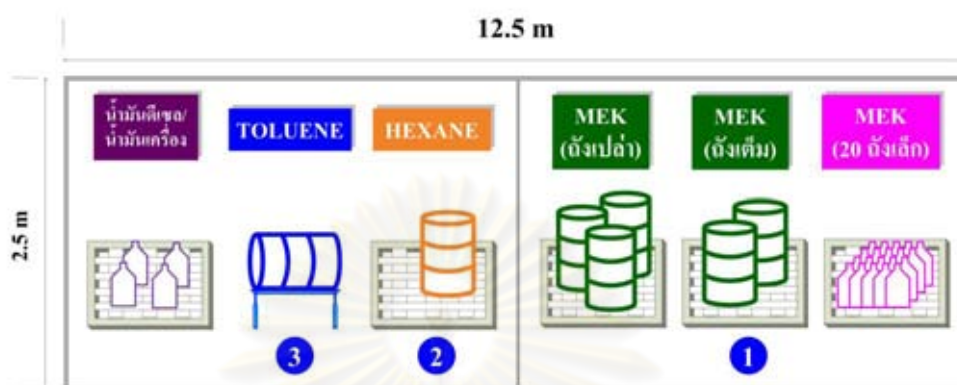 12.5 m
2.5 m
น้ำมันดีเซล/
น้ำมันเครื่อง
TOLUENE
HEXANE
MEK
(ถังเปล่า)
MEK
(ถังเต็ม)
MEK
(20 ถังเล็ก)
3
2
1